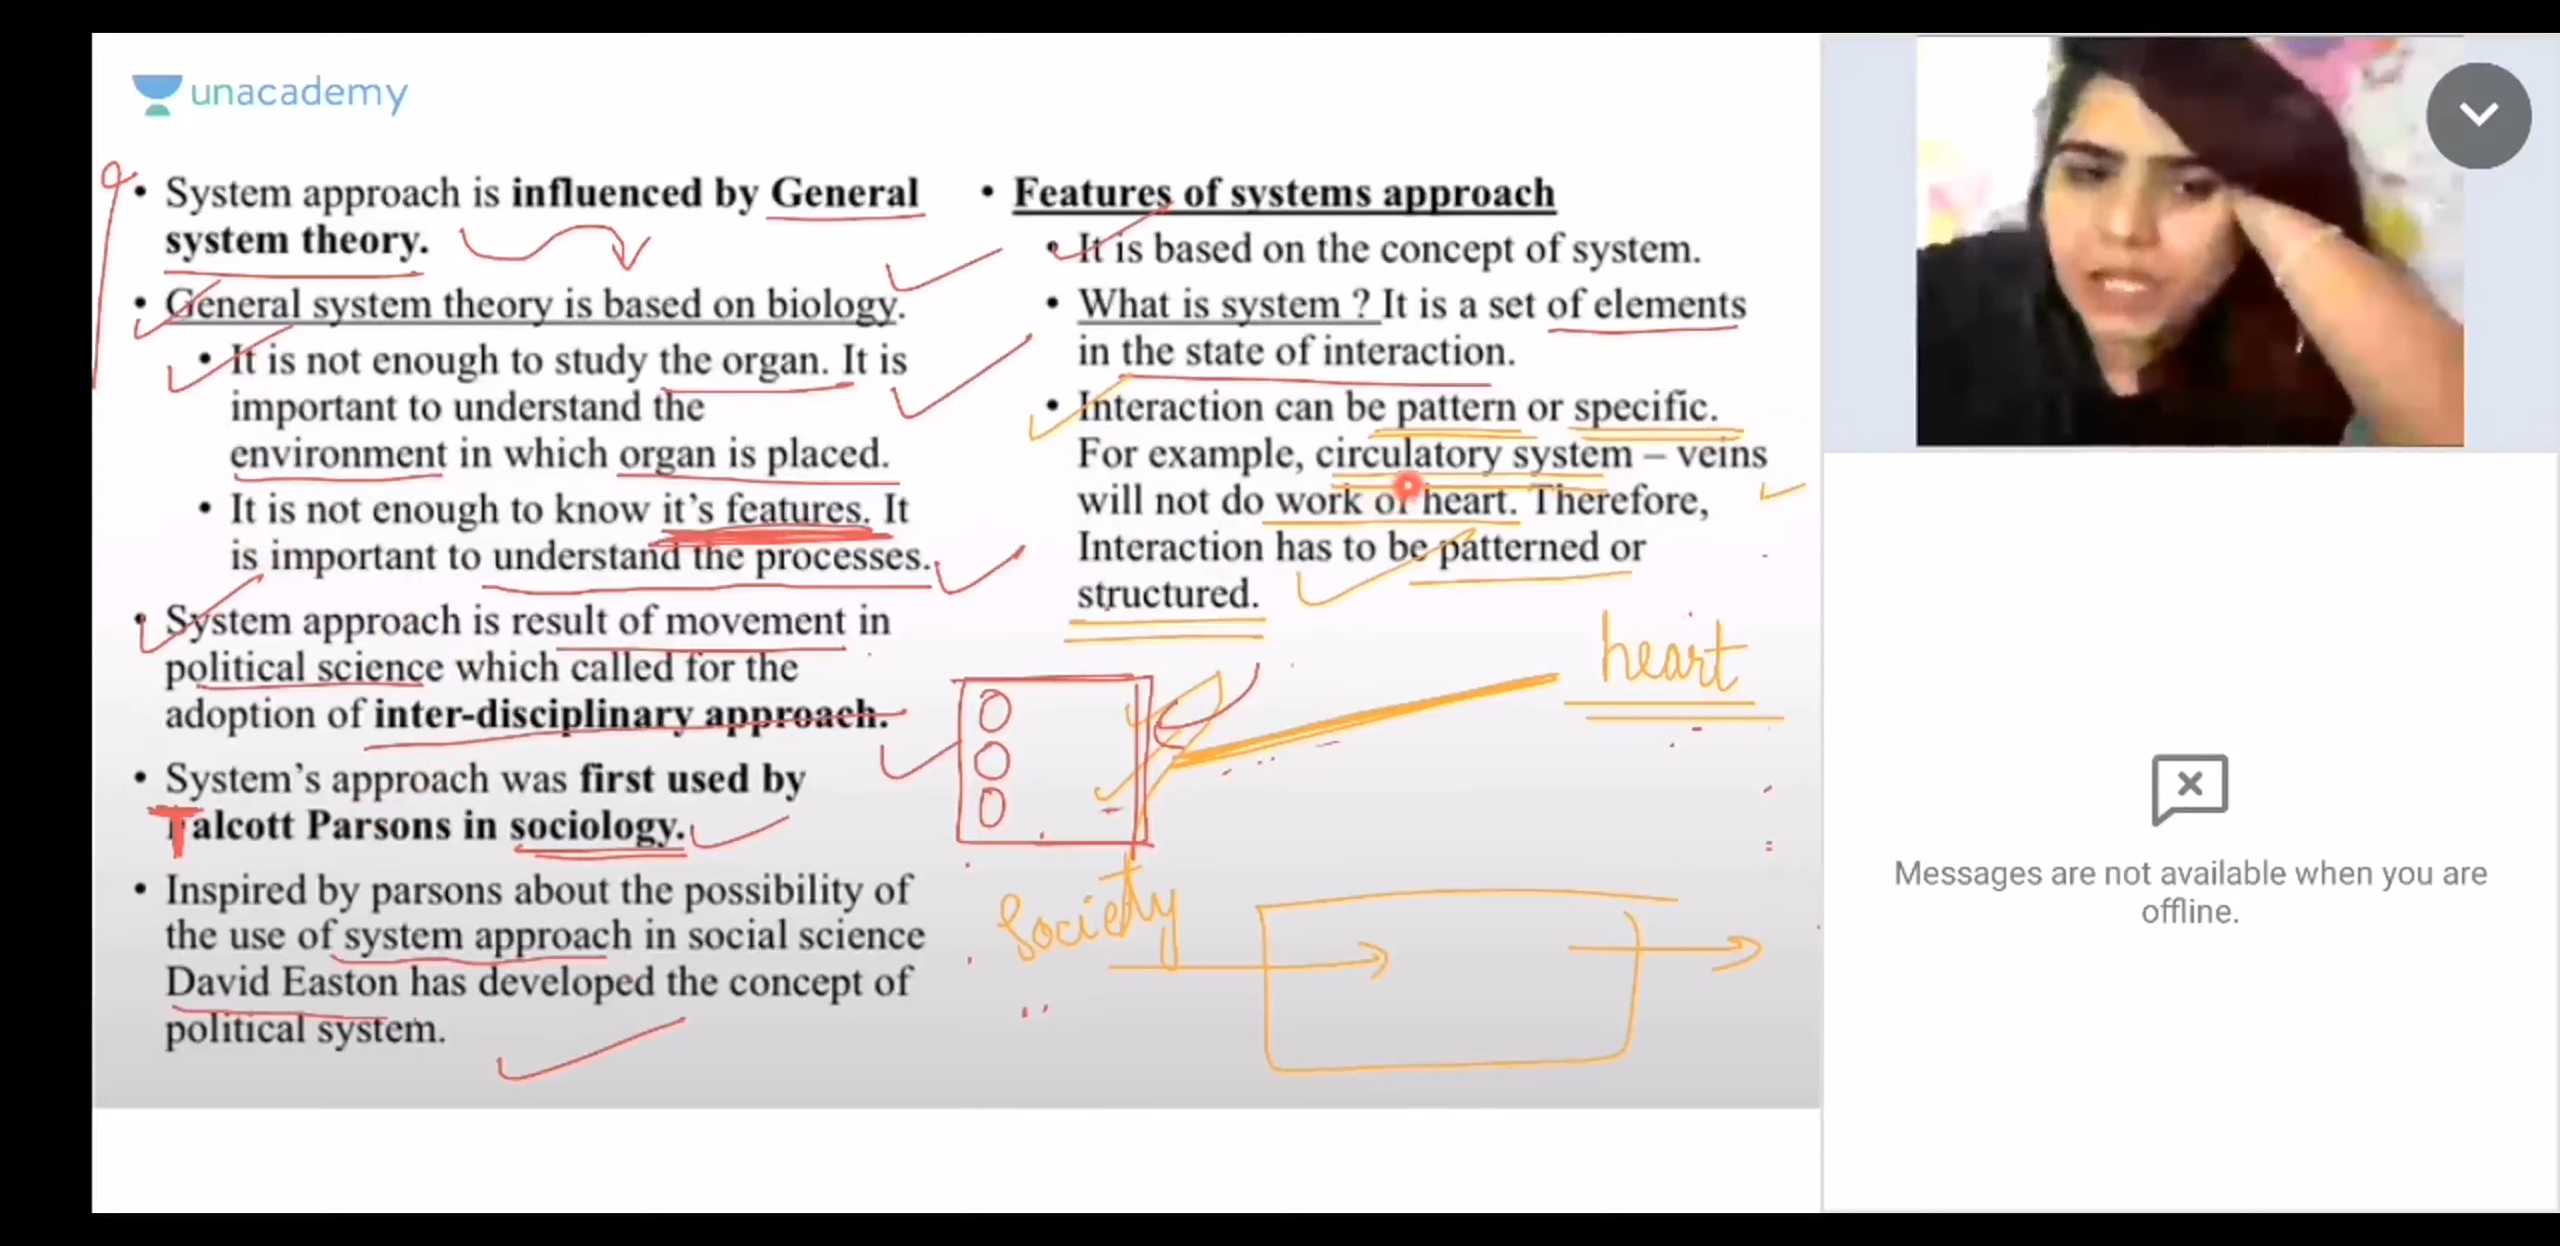 unacademy
• System approach is influenced by General
system theory.
• General system theory is based on biology.
• It is not enough to study the organ. It is
important to understand the
environment in which organ is placed.
• It is not enough to know it's features. It
is important to understand the processes.
• System approach is result of movement in
political science which called for the
adoption of inter-disciplinary approach.
• System's approach was first used by
Talcott Parsons in sociology.
• Inspired by parsons about the possibility of
the use of system approach in social science
David Easton has developed the concept of
political system.
• Features of systems approach
• It is based on the concept of system.
• What is system ? It is a set of elements
in the state of interaction.
• Interaction can be pattern or specific.
For example, circulatory system – veins
will not do work of heart. Therefore,
Interaction has to be patterned or
structured.
heart
Society
Messages are not available when you are
offline.